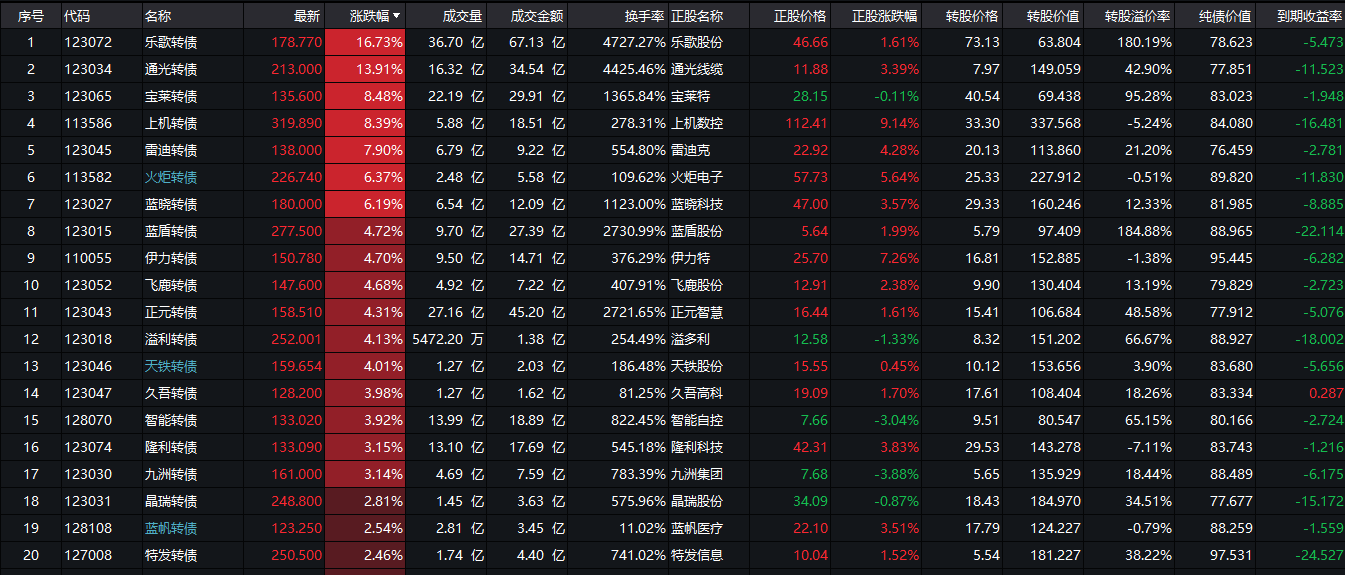 序号 代码 名称 最新 涨跌幅 成交量 成交金额 换手率 正股名称 正股价格 正股涨跌幅 转股价格 转股价值 转股溢价率 纯债价值 到期收益率
1 123072 乐歌转债 178.770 16.73% 36.70 亿 67.13 亿 4727.27% 乐歌股份 46.66 1.61% 73.13 63.804 180.19% 78.623 -5.473
2 123034 通光转债 213.000 13.91% 16.32 亿 34.54 亿 4425.46% 通光线缆 11.88 3.39% 7.97 149.059 42.90% 77.851 -11.523
3 123065 宝莱转债 135.600 8.48% 22.19 亿 29.91 亿 1365.84% 宝莱特 28.15 -0.11% 40.54 69.438 95.28% 83.023 -1.948
4 113586 上机转债 319.890 8.39% 5.88 亿 18.51 亿 278.31% 上机数控 112.41 9.14% 33.30 337.568 -5.24% 84.080 -16.481
5 123045 雷迪转债 138.000 7.90% 6.79 亿 9.22 亿 554.80% 雷迪克 22.92 4.28% 20.13 113.860 21.20% 76.459 -2.781
6 113582 火炬转债 226.740 6.37% 2.48 亿 5.58 亿 109.62% 火炬电子 57.73 5.64% 25.33 227.912 -0.51% 89.820 -11.830
7 123027 蓝晓转债 180.000 6.19% 6.54 亿 12.09 亿 1123.00% 蓝晓科技 47.00 3.57% 29.33 160.246 12.33% 81.985 -8.885
8 123015 蓝盾转债 277.500 4.72% 9.70 亿 27.39 亿 2730.99% 蓝盾股份 5.64 1.99% 5.79 97.409 184.88% 88.965 -22.114
9 110055 伊力转债 150.780 4.70% 9.50 亿 14.71 亿 376.29% 伊力特 25.70 7.26% 16.81 152.885 -1.38% 95.445 -6.282
10 123052 飞鹿转债 147.600 4.68% 4.92 亿 7.22 亿 407.91% 飞鹿股份 12.91 2.38% 9.90 130.404 13.19% 79.829 -2.723
11 123043 正元转债 158.510 4.31% 27.16 亿 45.20 亿 2721.65% 正元智慧 16.44 1.61% 15.41 106.684 48.58% 77.912 -5.076
12 123018 溢利转债 252.001 4.13% 5472.20 万 1.38 亿 254.49% 溢多利 12.58 -1.33% 8.32 151.202 66.67% 88.927 -18.002
13 123046 天铁转债 159.654 4.01% 1.27 亿 2.03 亿 186.48% 天铁股份 15.55 0.45% 10.12 153.656 3.90% 83.680 -5.656
14 123047 久吾转债 128.200 3.98% 1.27 亿 1.62 亿 81.25% 久吾高科 19.09 1.70% 17.61 108.404 18.26% 83.334 0.287
15 128070 智能转债 133.020 3.92% 13.99 亿 18.89 亿 822.45% 智能自控 7.66 -3.04% 9.51 80.547 65.15% 80.166 -2.724
16 123074 隆利转债 133.090 3.15% 13.10 亿 17.69 亿 545.18% 隆利科技 42.31 3.83% 29.53 143.278 -7.11% 83.743 -1.216
17 123030 九洲转债 161.000 3.14% 4.69 亿 7.59 亿 783.39% 九洲集团 7.68 -3.88% 5.65 135.929 18.44% 88.489 -6.175
18 123031 晶瑞转债 248.800 2.81% 1.45 亿 3.63 亿 575.96% 晶瑞股份 34.09 -0.87% 18.43 184.970 34.51% 77.677 -15.172
19 128108 蓝帆转债 123.250 2.54% 2.81 亿 3.45 亿 11.02% 蓝帆医疗 22.10 3.51% 17.79 124.227 -0.79% 88.259 -1.559
20 127008 特发转债 250.500 2.46% 1.74 亿 4.40 亿 741.02% 特发信息 10.04 1.52% 5.54 181.227 38.22% 97.531 -24.527